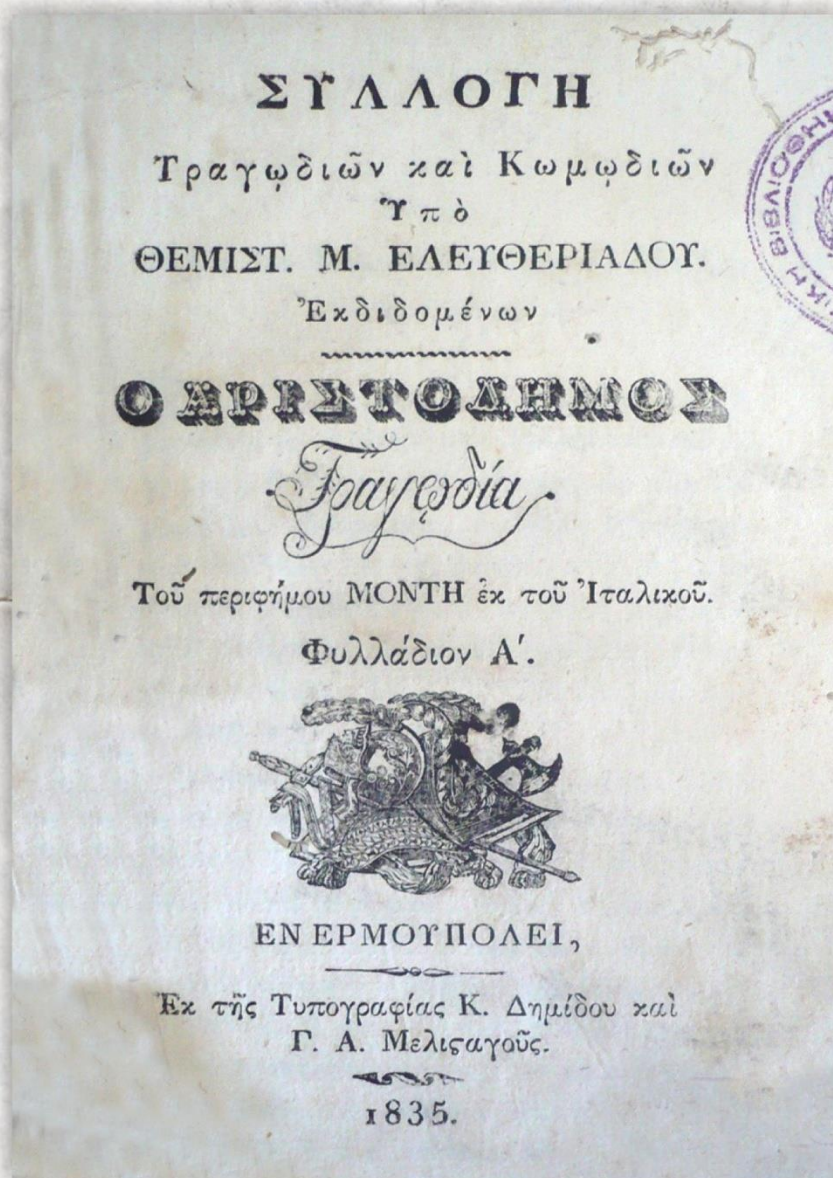 ΣΥΛΛΟΓΗ
Τραγῳδιῶν καὶ Κωμῳδιῶν
Ὑπὸ
ΘΕΜΙΣΤ. Μ. ΕΛΕΥΘΕΡΙΑΔΟΥ.
Ἐκδιδομένων
Ο ΑΡΙΣΤΟΔΗΜΟΣ
Τραγῳδία
Τοῦ περιφήμου ΜΟΝΤΗ ἐκ τοῦ Ἰταλικοῦ.
Φυλλάδιον Α΄.
ΕΝ ΕΡΜΟΥΠΟΛΕΙ,
Ἐκ τῆς Τυπογραφίας Κ. Δημίδου καὶ
Γ. Α. Μελιϛαγοῦς.
1835.